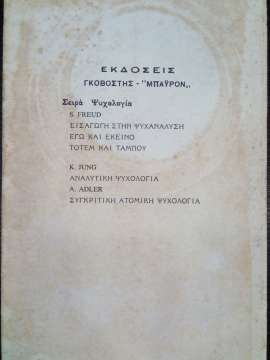 ΕΚΔΟΣΕΙΣ
ΓΚΟΒΟΣΤΗΣ - "ΜΠΑΫΡΟΝ,,
Σειρά Ψυχολογία
S. FREUD
ΕΙΣΑΓΩΓΗ ΣΤΗΝ ΨΥΧΑΝΑΛΥΣΗ
ΕΓΩ ΚΑΙ ΕΚΕΙΝΟ
ΤΟΤΕΜ ΚΑΙ ΤΑΜΠΟΥ
K. JUNG
ΑΝΑΛΥΤΙΚΗ ΨΥΧΟΛΟΓΙΑ
A. ADLER
ΣΥΓΚΡΙΤΙΚΗ ΑΤΟΜΙΚΗ ΨΥΧΟΛΟΓΙΑ